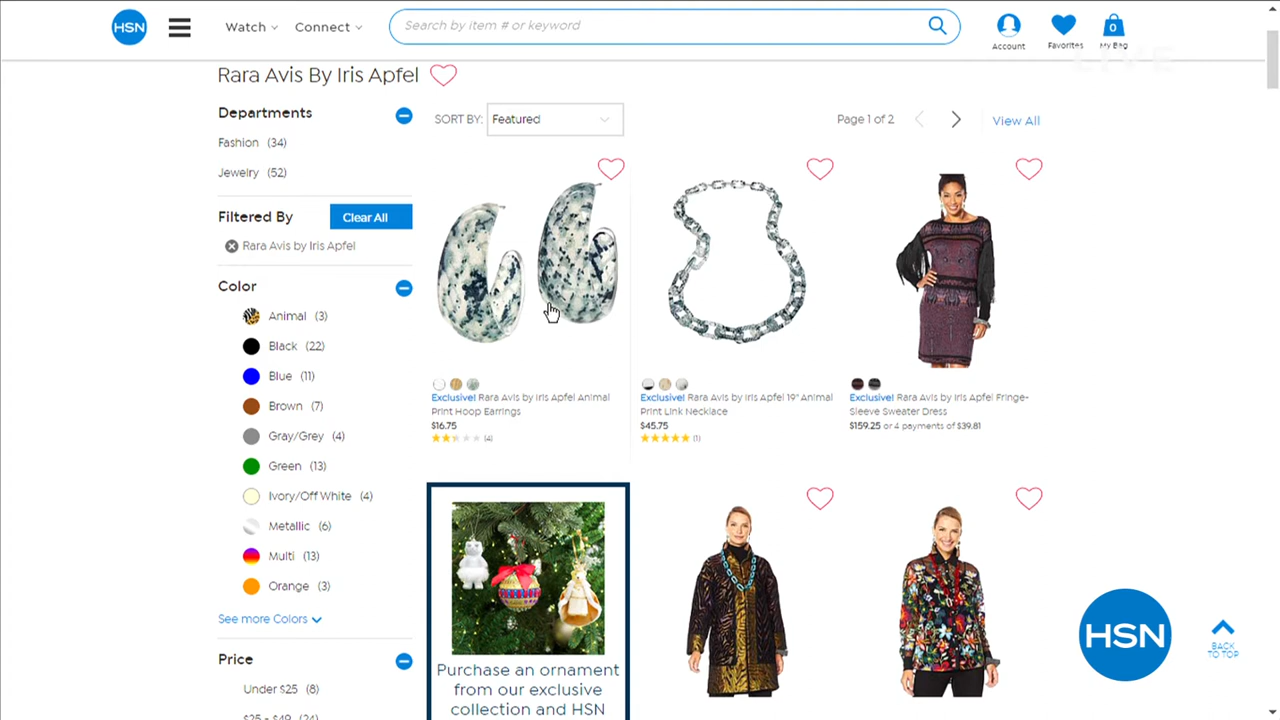 HSN
Watch
Connect
Search by item # or keyword
Account
Favorites
0
My Bag
LIVE
Rara Avis By Iris Apfel
Departments
Fashion (34)
Jewelry (52)
Filtered By
Clear All
Rara Avis by Iris Apfel
Color
Animal (3)
Black (22)
Blue (11)
Brown (7)
Gray/Grey (4)
Green (13)
Ivory/Off White (4)
Metallic (6)
Multi (13)
Orange (3)
See more Colors
Price
Under $25 (8)
$25 - $49 (24)
SORT BY: Featured
Page 1 of 2
View All
Exclusive! Rara Avis by Iris Apfel Animal
Print Hoop Earrings
$16.75
(4)
Exclusive! Rara Avis by Iris Apfel 19" Animal
Print Link Necklace
$45.75
(1)
Exclusive! Rara Avis by Iris Apfel Fringe-
Sleeve Sweater Dress
$159.25 or 4 payments of $39.81
Purchase an ornament
from our exclusive
collection and HSN
HSN
BACK
TO TOP